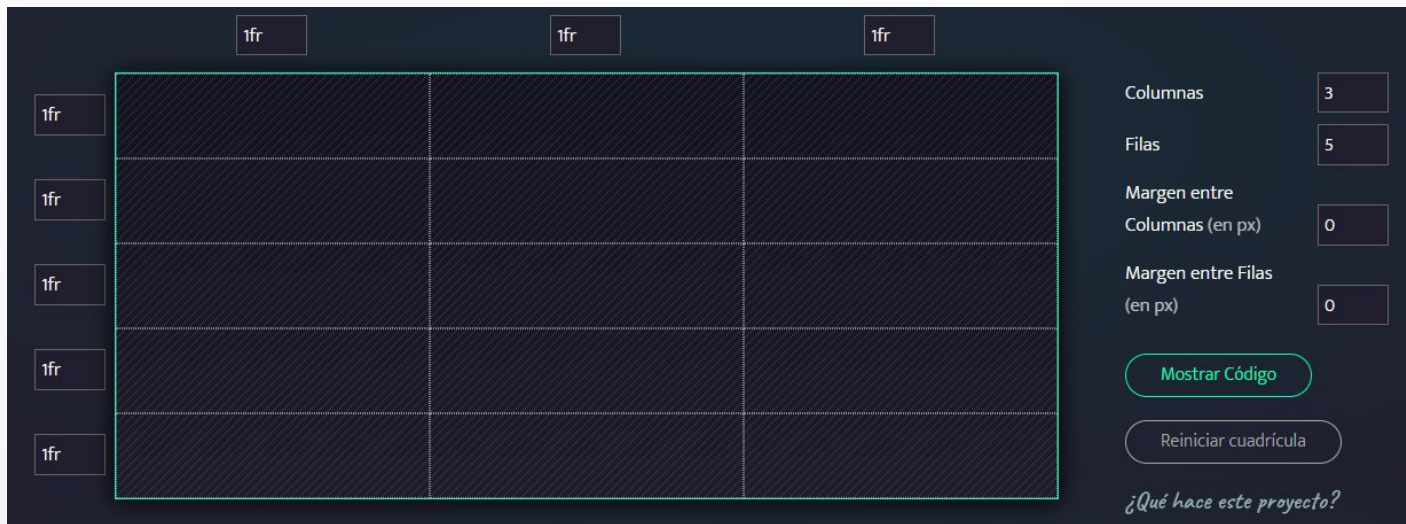 1fr 1fr 1fr
1fr
1fr
1fr
1fr
1fr
Columnas 3
Filas 5
Margen entre
Columnas (en px) 0
Margen entre Filas
(en px) 0
Mostrar Código
Reiniciar cuadrícula
¿Qué hace este proyecto?